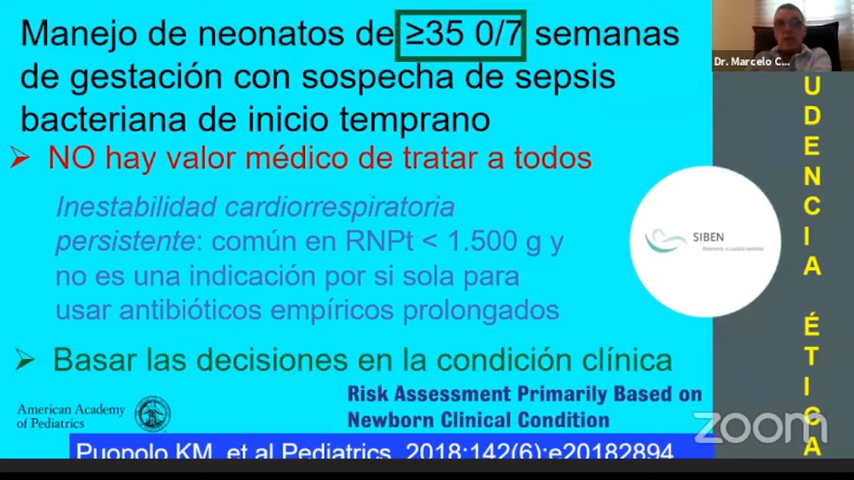 Manejo de neonatos de ≥35 0/7 semanas
de gestación con sospecha de sepsis
bacteriana de inicio temprano
➢ NO hay valor médico de tratar a todos
Inestabilidad cardiorrespiratoria
persistente: común en RNPt < 1.500 g y
no es una indicación por si sola para
usar antibióticos empíricos prolongados
➢ Basar las decisiones en la condición clínica
American Academy
of Pediatrics
Risk Assessment Primarily Based on
Newborn Clinical Condition
Puopolo KM, et al Pediatrics. 2018;142(6):e20182894
SIBEN
Dr. Marcelo C...
UDENCIA ÉTICA
zoom